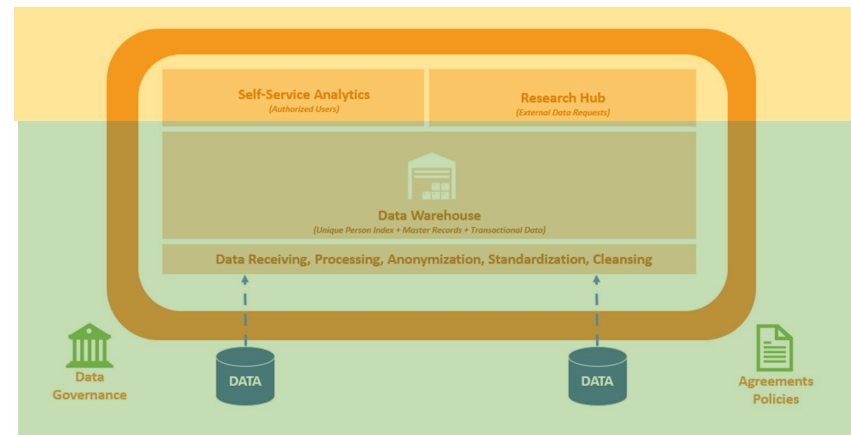 Self-Service Analytics
(Authorized Users)
Research Hub
(External Data Requests)
Data Warehouse
(Unique Person Index + Master Records + Transactional Data)
Data Receiving, Processing, Anonymization, Standardization, Cleansing
Data
Governance
DATA
DATA
Agreements
Policies